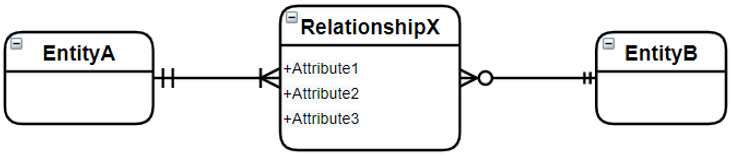 EntityA
RelationshipX
+Attribute1
+Attribute2
+Attribute3
EntityB